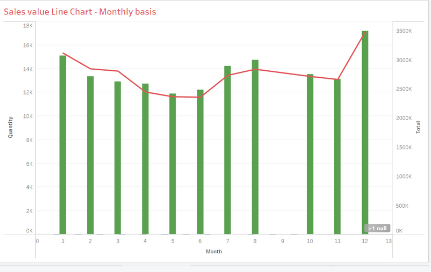 Sales value Line Chart - Monthly basis
18K
16K
14K
12K
10K
8K
6K
4K
2K
0K
Quantity
3500K
3000K
2500K
2000K
1500K
1000K
500K
0K
Total
>1 null
0 1 2 3 4 5 6 7 8 9 10 11 12 13
Month